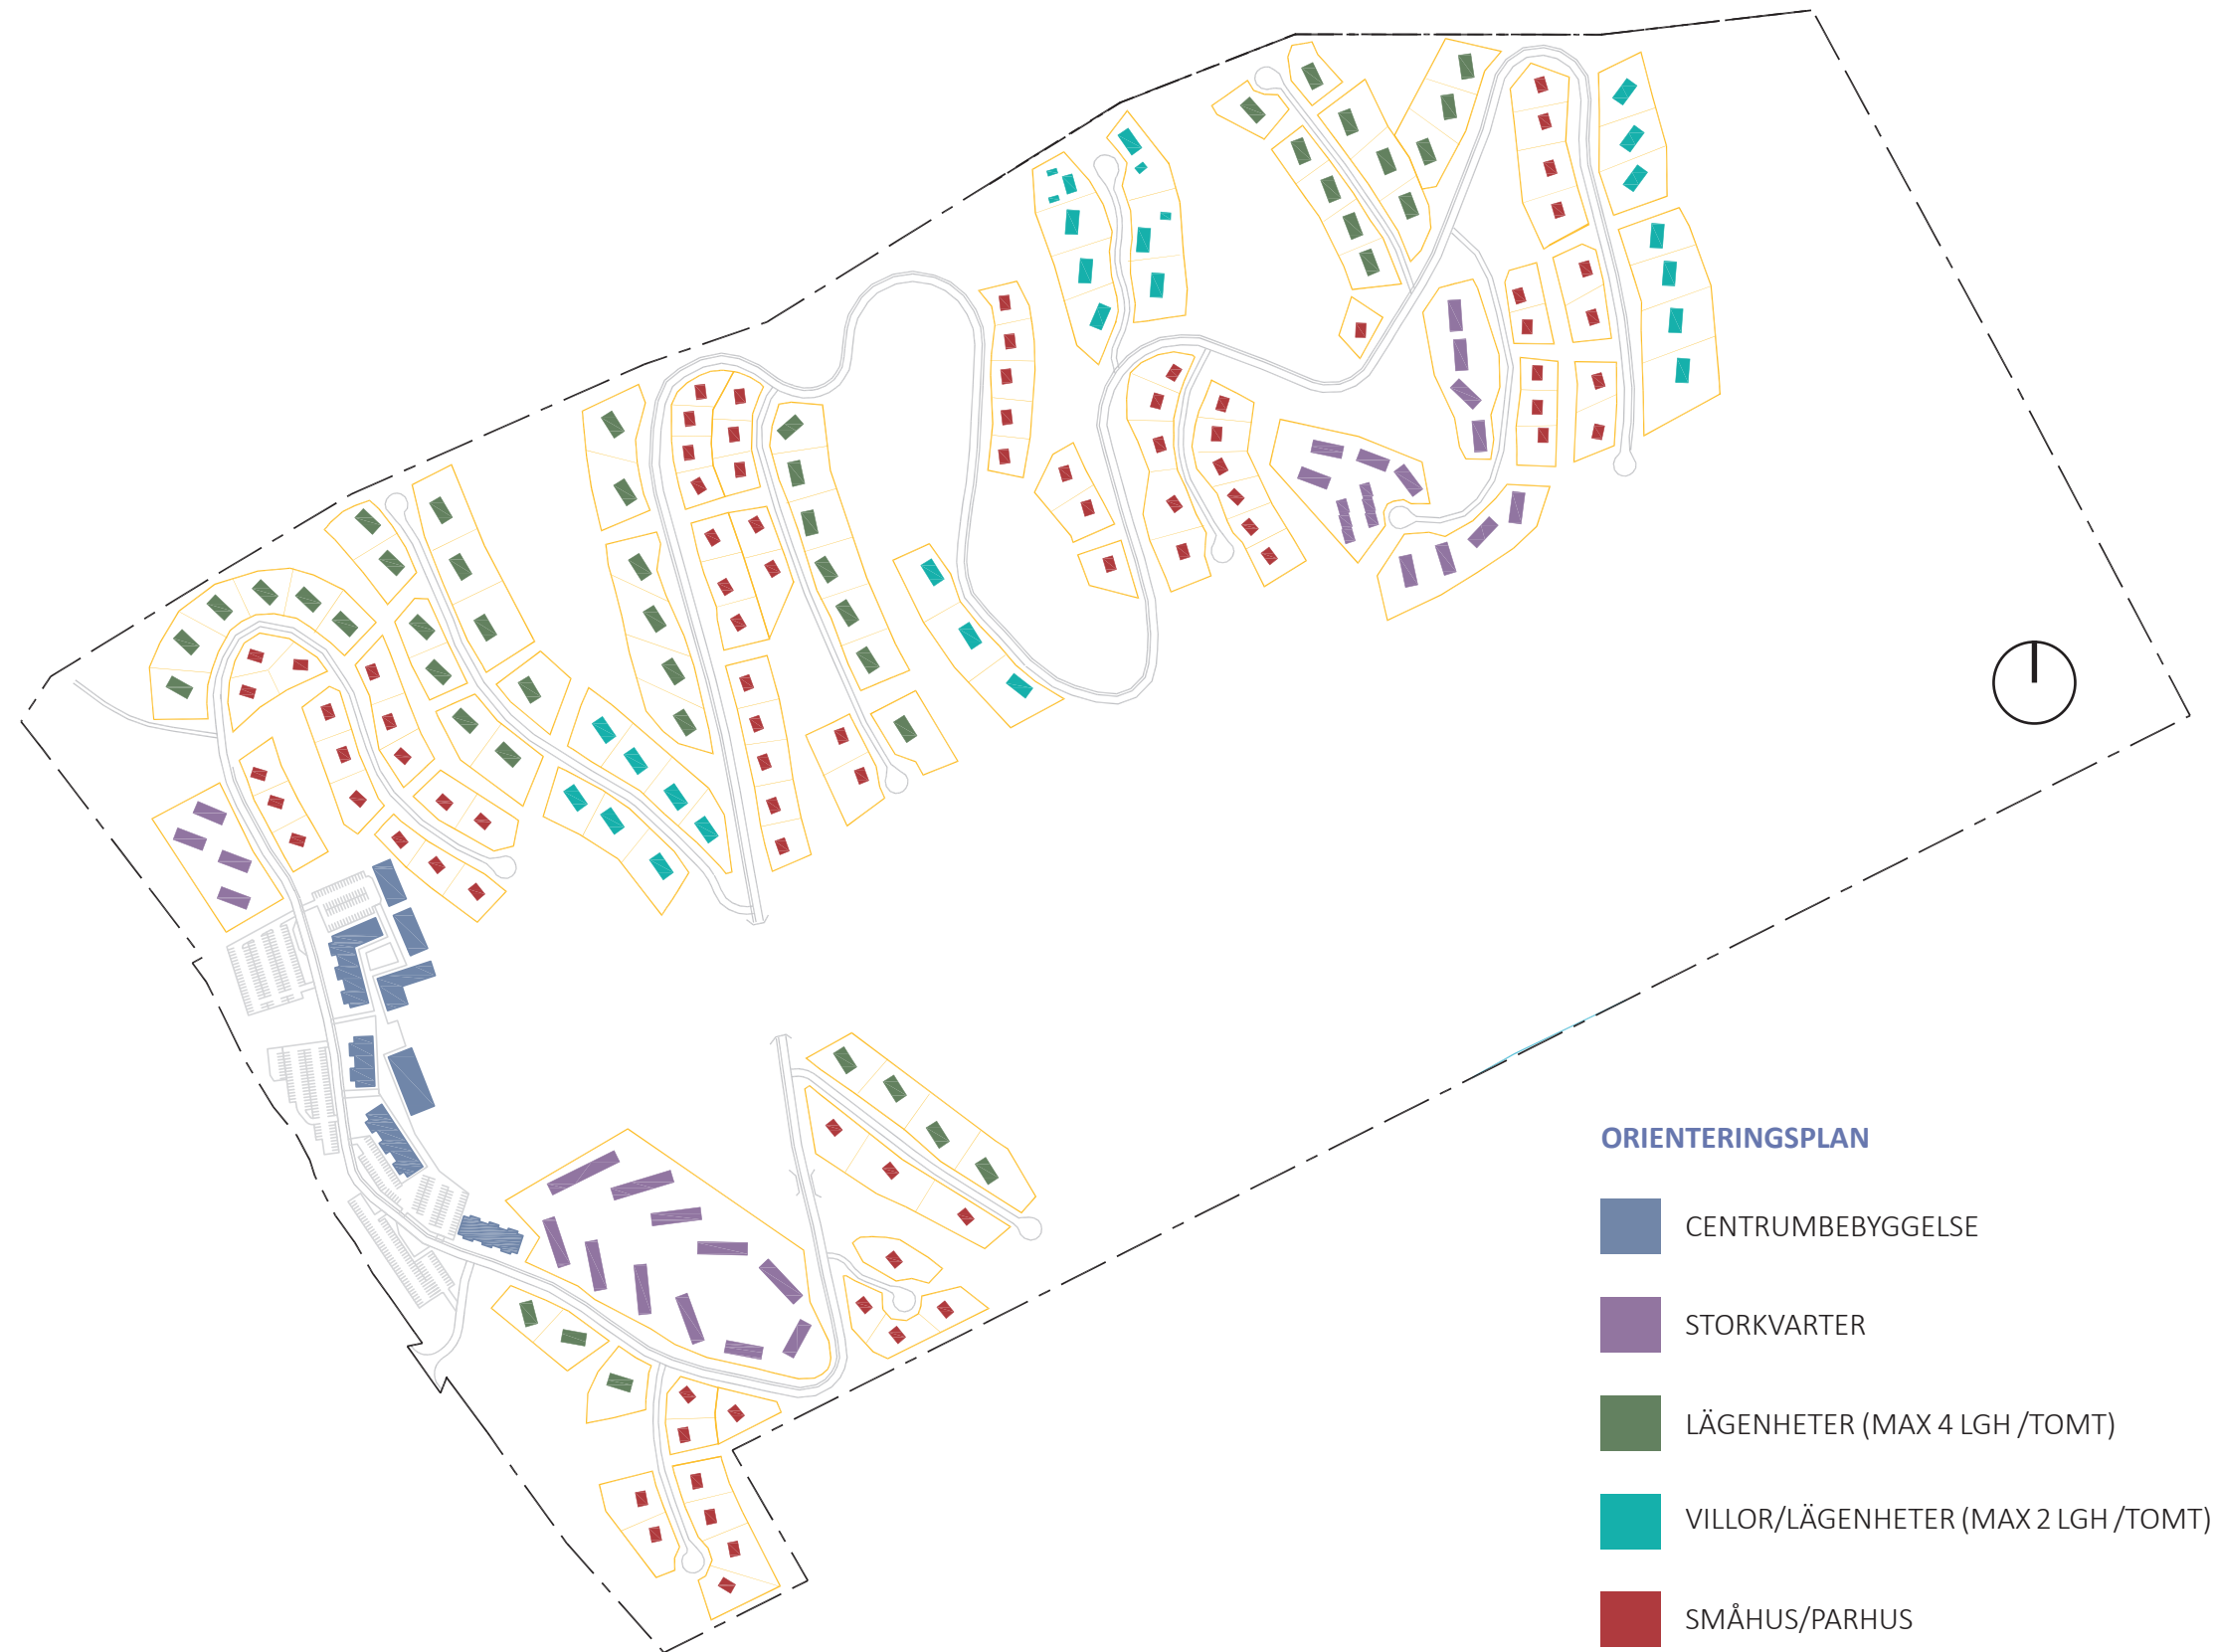 ORIENTERINGSPLAN
CENTRUMBEBYGGELSE
STORKVARTER
LÄGENHETER (MAX 4 LGH /TOMT)
VILLOR/LÄGENHETER (MAX 2 LGH /TOMT)
SMÅHUS/PARHUS